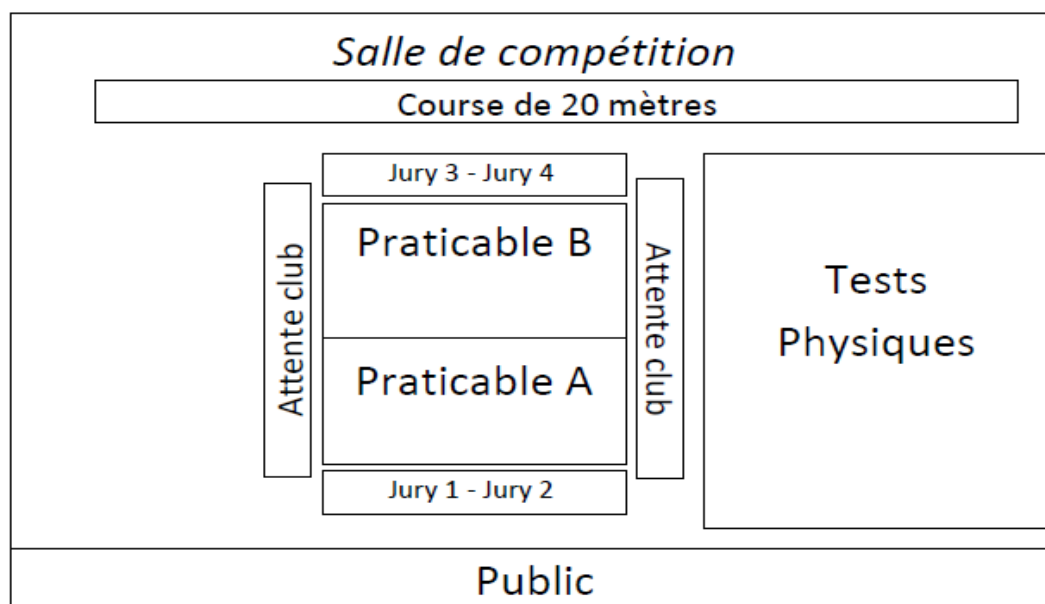 Salle de compétition
Course de 20 mètres
Jury 3 - Jury 4
Attente club
Praticable B
Praticable A
Attente club
Tests
Physiques
Jury 1 - Jury 2
Public